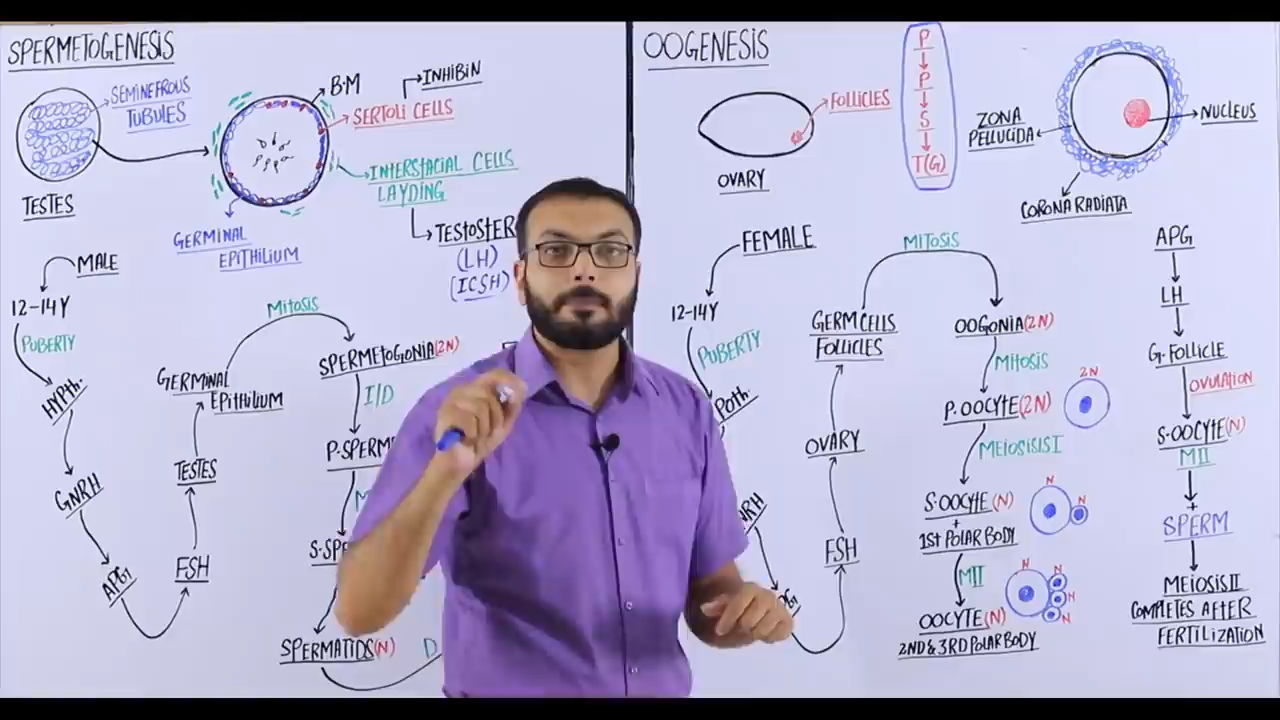 SPERMETOGENESIS
SEMINEFROUS
TUBULES
TESTES
B.M
INHIBIN
SERTOLI CELLS
INTERSTACIAL CELLS
LAYDING
TESTOSTER
(LH)
(ICSH)
GERMINAL
EPITHILIUM
MALE
12-14Y
PUBERTY
HYPth.
GNRH
APG
FSH
TESTES
GERMINAL
EPITHILIUM
MITOSIS
SPERMETOGONIA(2N)
I/D
P-SPERM
M
S-SPE
SPERMATIDS(N)
D
OOGENESIS
FOLLICLES
OVARY
P
P
S
T(G)
ZONA
PELLUCIDA
NUCLEUS
CORONA RADIATA
FEMALE
12-14Y
PUBERTY
Poth.
NRH
PG
FSH
OVARY
GERM CELLS
FOLLICLES
MITOSIS
OOGONIA(2N)
MITOSIS
P.OOCYTE(2N)
2N
MEIOSISIS I
S.OOCYTE(N)
+
1ST POLAR BODY
N
N
MII
OOCYTE(N)
2ND & 3RD POLAR BODY
N
N
N
N
APG
LH
G.FOLLICLE
OVULATION
S.OOCYTE(N)
MII
+
SPERM
MEIOSIS II
COMPLETES AFTER
FERTILIZATION